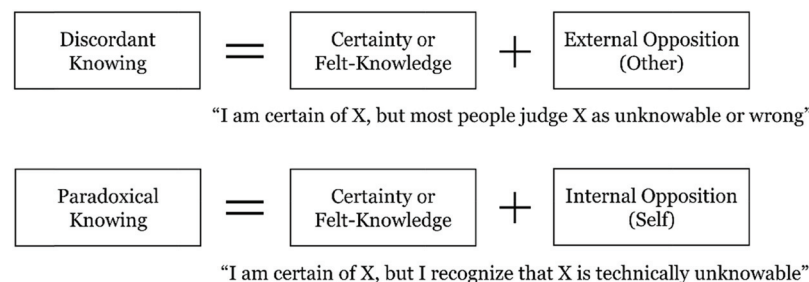 Discordant
Knowing
=
Certainty or
Felt-Knowledge
+
External Opposition
(Other)
“I am certain of X, but most people judge X as unknowable or wrong”
Paradoxical
Knowing
=
Certainty or
Felt-Knowledge
+
Internal Opposition
(Self)
“I am certain of X, but I recognize that X is technically unknowable”